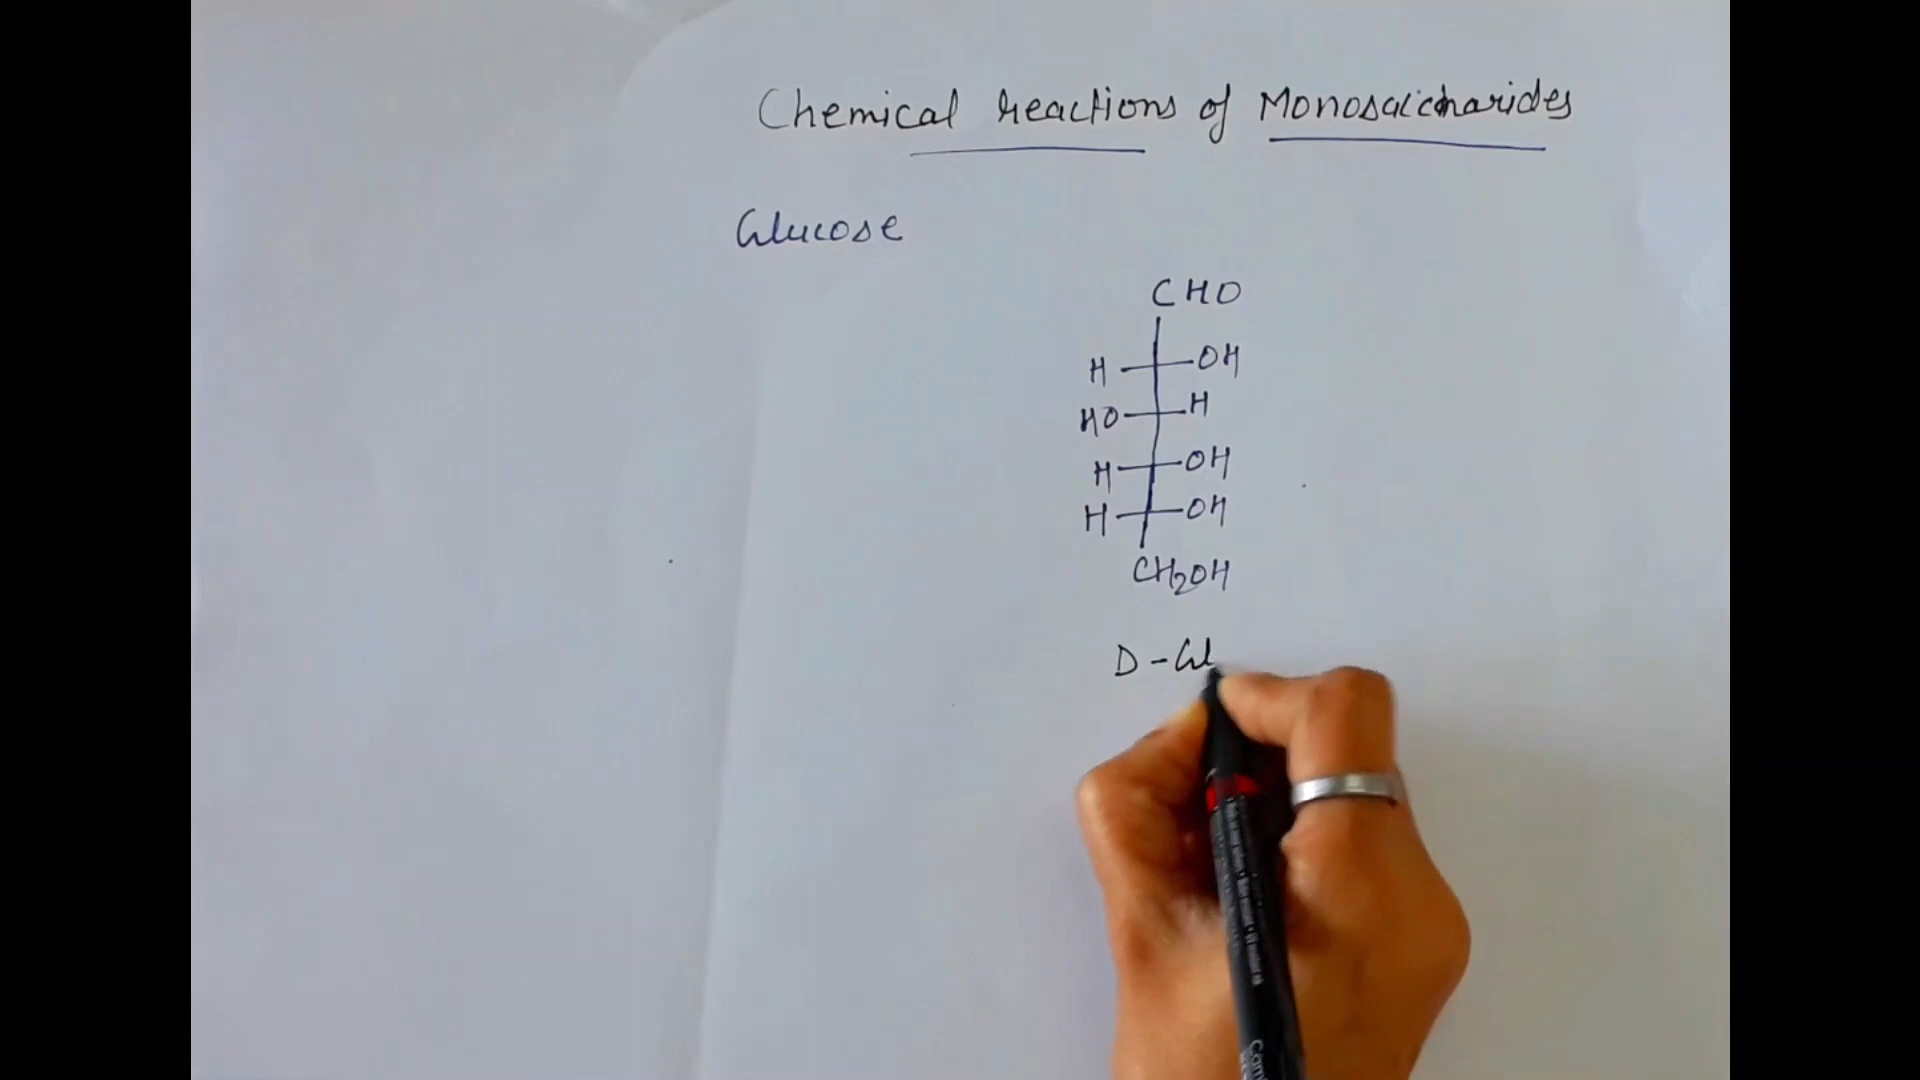 Chemical reactions of Monosaccharides
Glucose
CHO
H OH
HO H
H OH
H OH
CH2OH
D-Gl